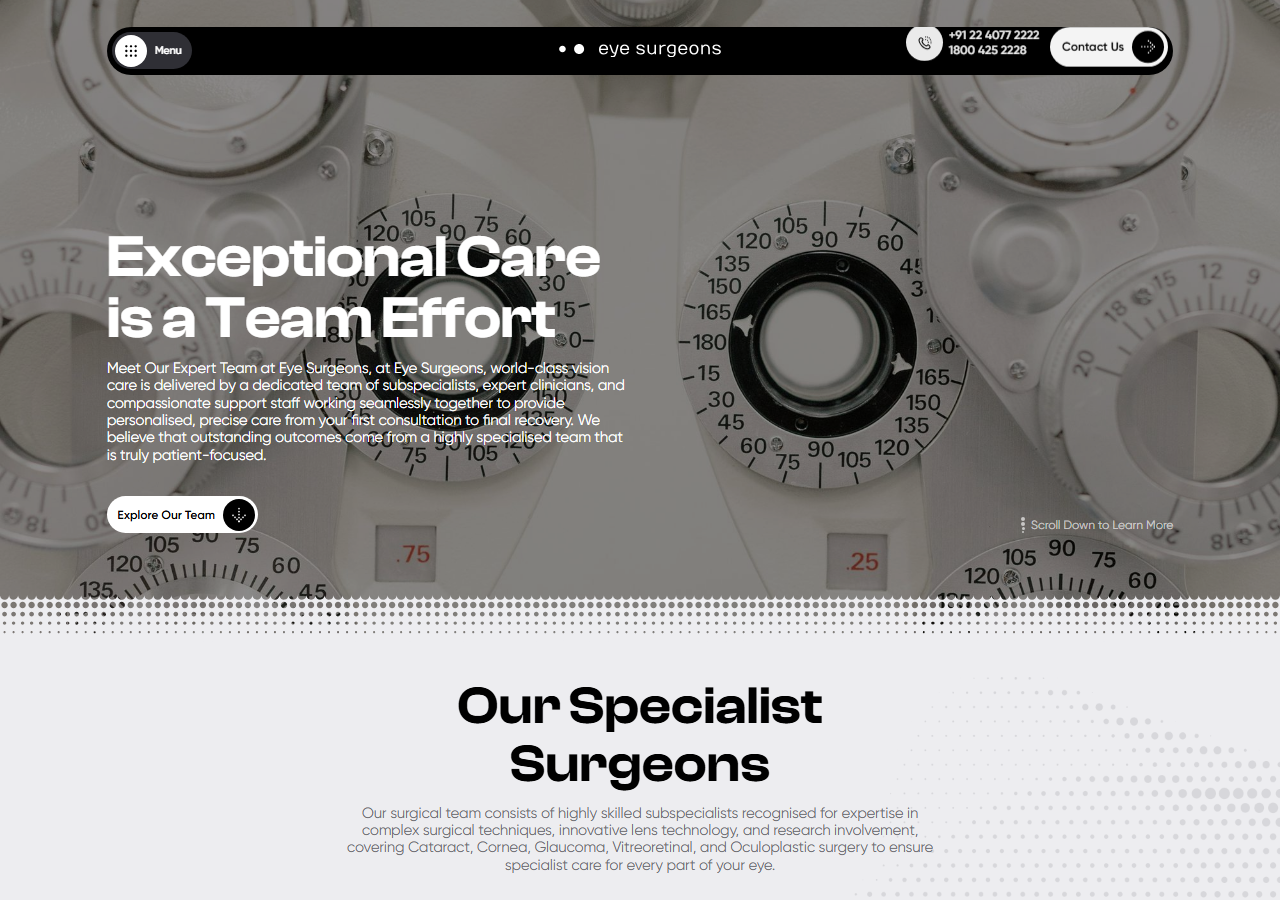 Menu
eye surgeons
+91 22 4077 2222
1800 425 2228
Contact Us
Exceptional Care
is a Team Effort
Meet Our Expert Team at Eye Surgeons, at Eye Surgeons, world-class vision
care is delivered by a dedicated team of subspecialists, expert clinicians, and
compassionate support staff working seamlessly together to provide
personalised, precise care from your first consultation to final recovery. We
believe that outstanding outcomes come from a highly specialised team that
is truly patient-focused.
Explore Our Team
Scroll Down to Learn More
.75
.25
Our Specialist
Surgeons
Our surgical team consists of highly skilled subspecialists recognised for expertise in
complex surgical techniques, innovative lens technology, and research involvement,
covering Cataract, Cornea, Glaucoma, Vitreoretinal, and Oculoplastic surgery to ensure
specialist care for every part of your eye.